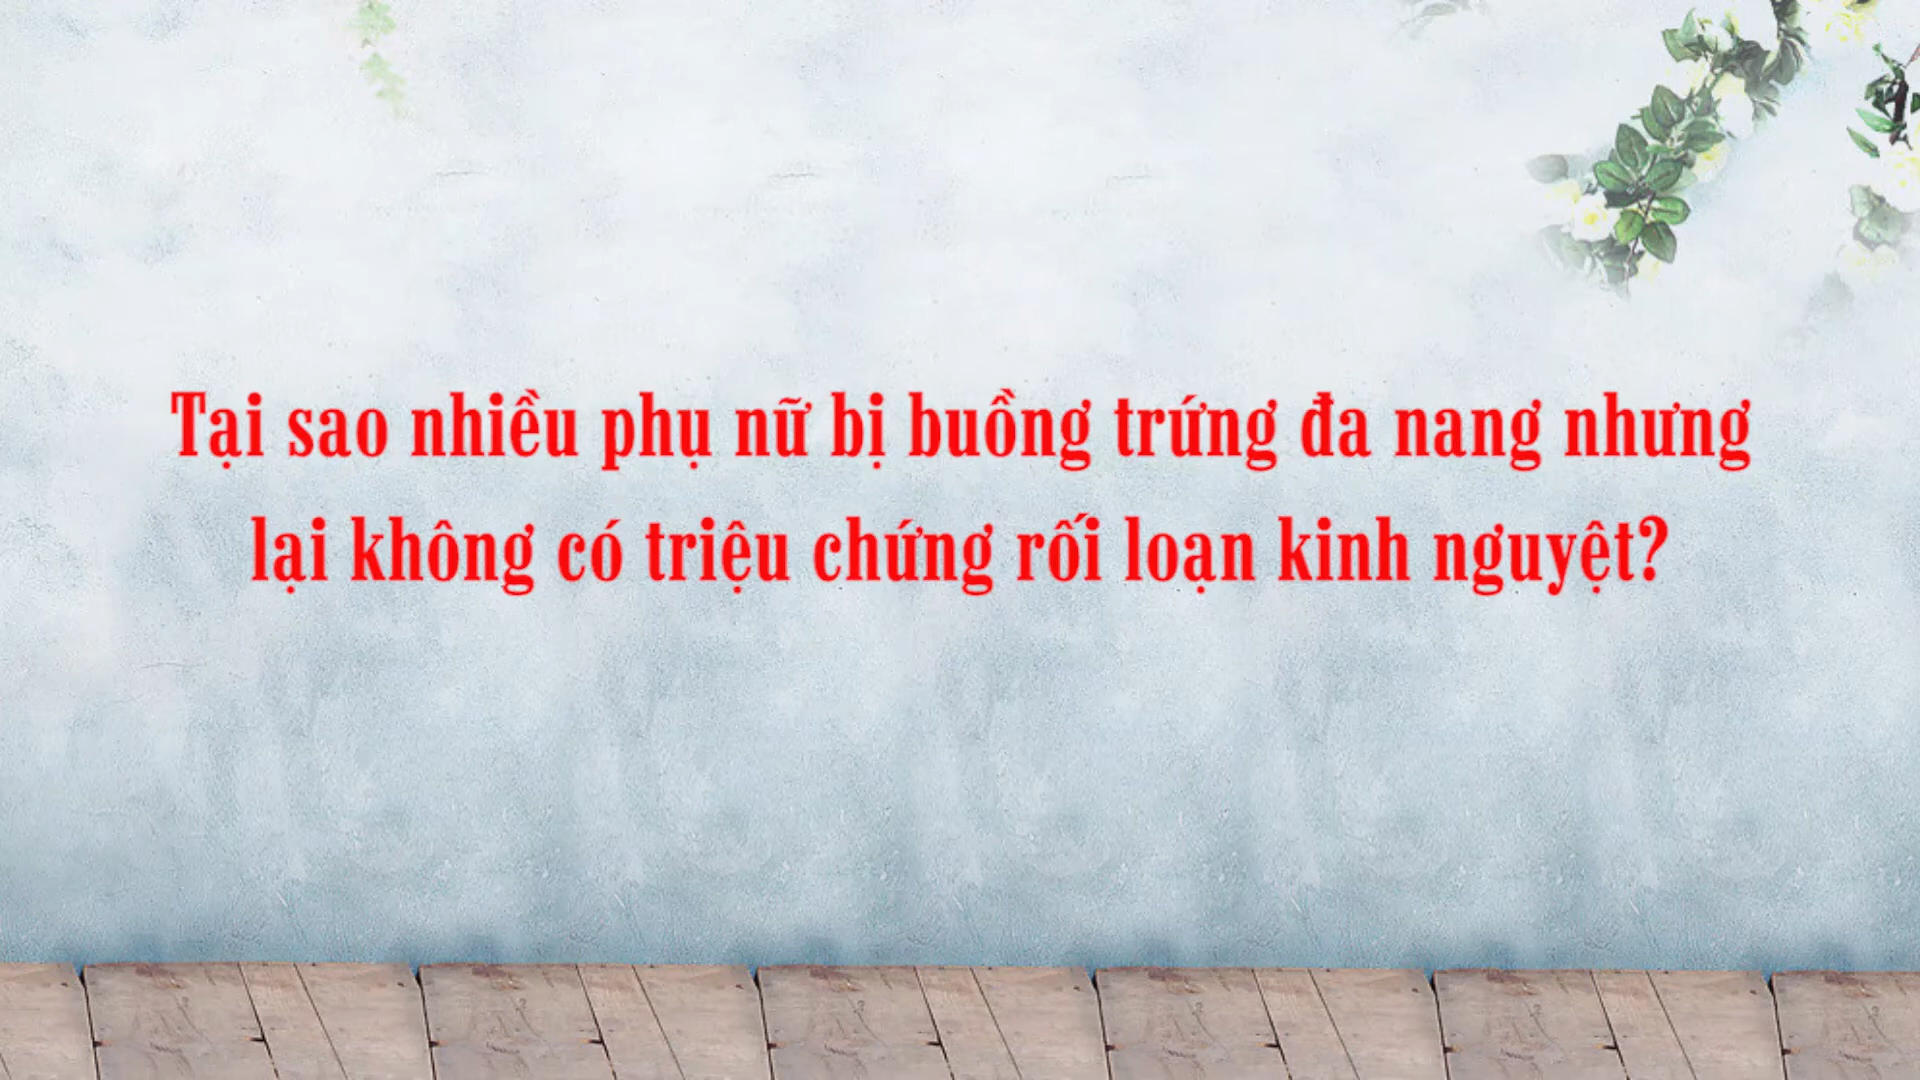 Tại sao nhiều phụ nữ bị buồng trứng đa nang nhưng
lại không có triệu chứng rối loạn kinh nguyệt?